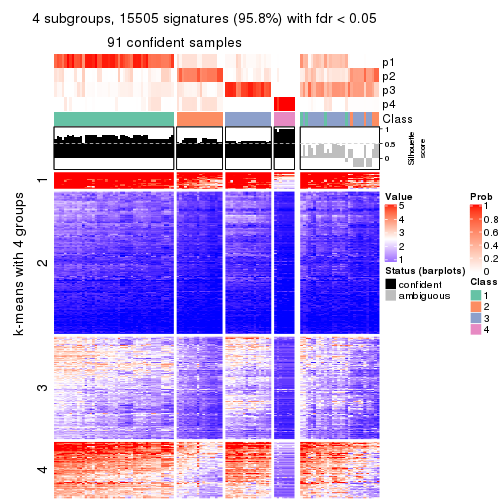 4 subgroups, 15505 signatures (95.8%) with fdr < 0.05
91 confident samples
p1
p2
p3
p4
Class
1
0.5
0
Silhouette
score
k-means with 4 groups
1
2
3
4
Value
5
4
3
2
1
Status (barplots)
confident
ambiguous
Prob
1
0.8
0.6
0.4
0.2
0
Class
1
2
3
4